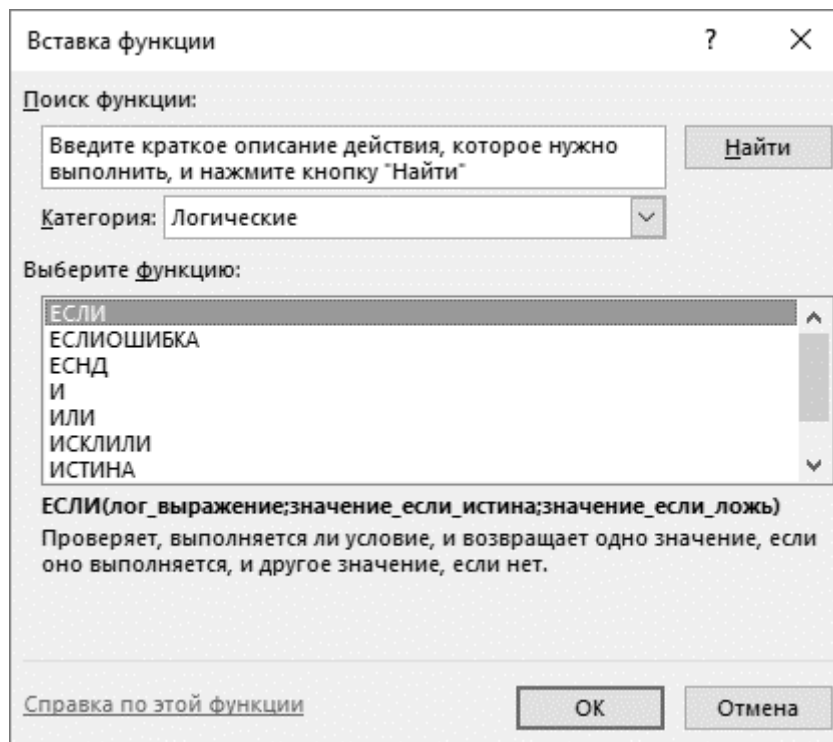 Вставка функции
?
Поиск функции:
Введите краткое описание действия, которое нужно
выполнить, и нажмите кнопку "Найти"
Найти
Категория: Логические
Выберите функцию:
ЕСЛИ
ЕСЛИОШИБКА
ЕСНД
И
ИЛИ
ИСКЛИЛИ
ИСТИНА
ЕСЛИ(лог_выражение;значение_если_истина;значение_если_ложь)
Проверяет, выполняется ли условие, и возвращает одно значение, если
оно выполняется, и другое значение, если нет.
Справка по этой функции
ОК
Отмена